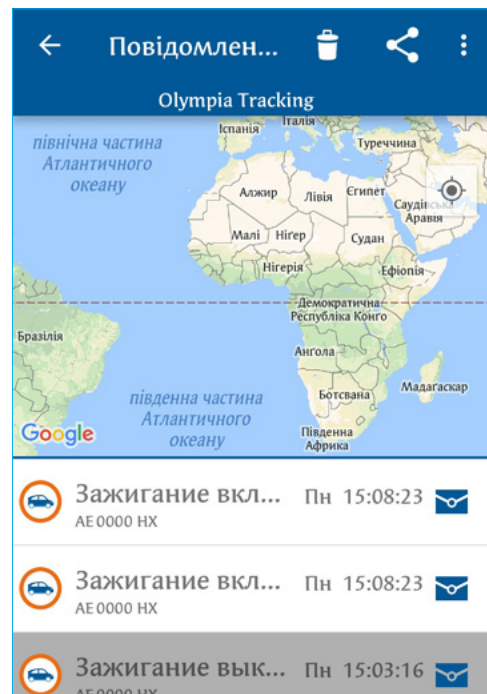 Повідомлен...
Olympia Tracking
Італія
Іспанія
Туреччина
північна частина
Атлантичного
океану
Алжир
Лівія
Єгипет
Саудівська
Аравія
Малі
Нігер
Судан
Нігерія
Ефіопія
Демократична
Республіка Конго
Бразілія
Ангола
Ботсвана
Мадагаскар
південна частина
Атлантичного
океану
Південна
Африка
Google
Зажигание вкл... Пн 15:08:23
AE 0000 HX
Зажигание вкл... Пн 15:08:23
AE 0000 HX
Зажигание вык... Пн 15:03:16
AE 0000 HX